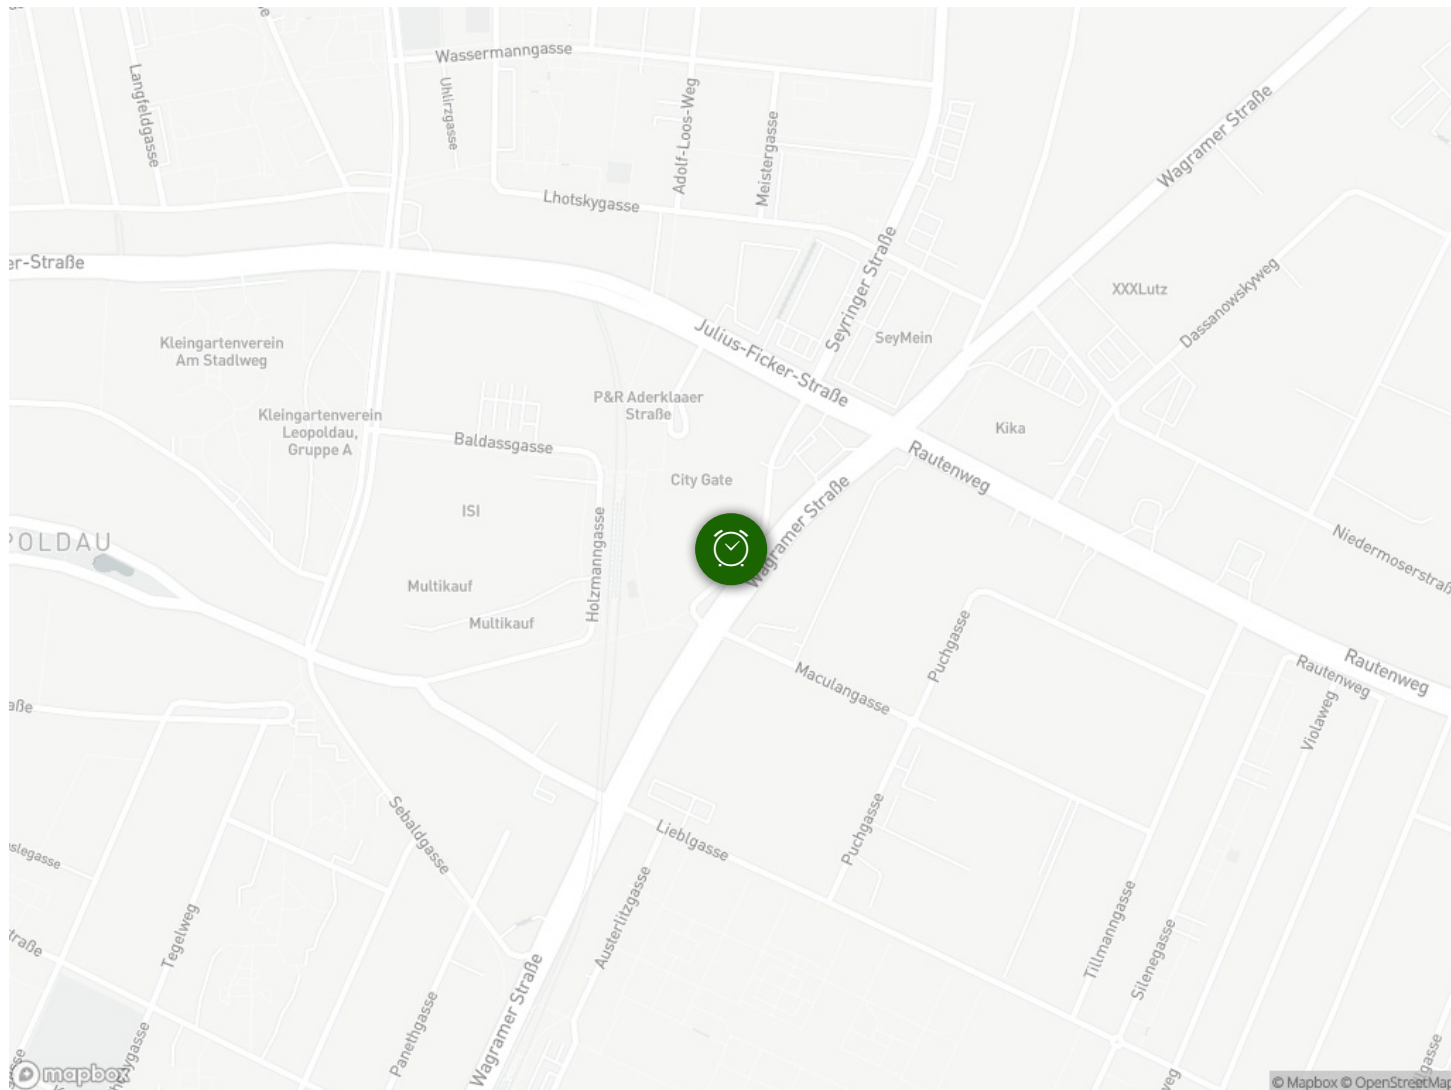 Wassermanngasse
Langfeldgasse
Uhlirzgasse
Adolf-Loos-Weg
Meistergasse
Wagramer Straße
Lhotskygasse
er-Straße
Seyringer Straße
XXXLutz
Dassanowskyweg
Kleingartenverein
Am Stadlweg
Julius-Ficker-Straße
SeyMein
P&R Aderklaaer
Straße
Kleingartenverein
Leopoldau,
Gruppe A
Baldassgasse
Kika
Rautenweg
City Gate
ISI
Wagramer Straße
POLDAU
Holzmanngasse
Niedermoserstraß
Multikauf
Multikauf
Puchgasse
Maculangasse
Rautenweg
Rautenweg
Violaweg
aße
Sebaldgasse
Lieblgasse
Puchgasse
slegasse
Austerlitzgasse
Tegelweg
traße
Tillmanngasse
Silenegasse
Wagramer Straße
Panethgasse
mapbox
© Mapbox © OpenStreetMap